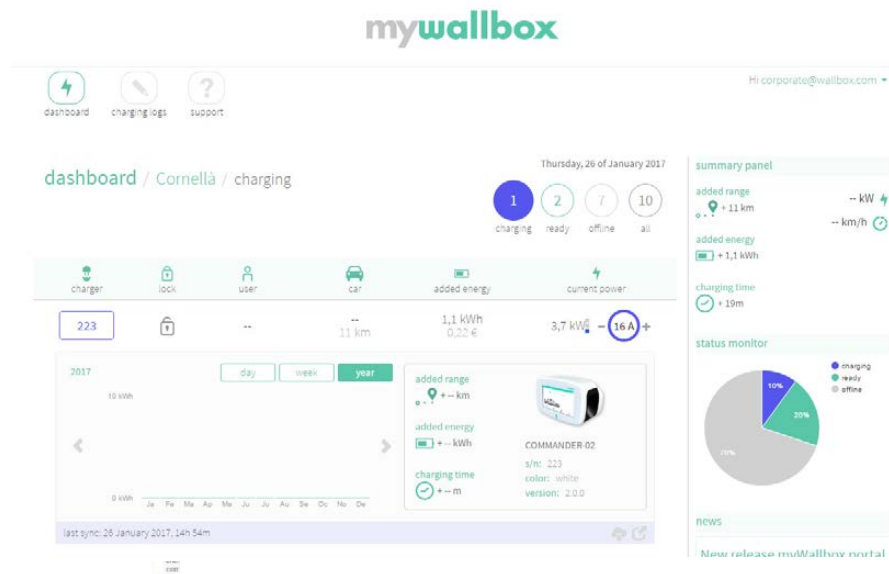 mywallbox
dashboard charging logs support
Hi corporate@wallbox.com
dashboard / Cornellà / charging
Thursday, 26 of January 2017
1 2 7 10
charging ready offline all
charger lock user car added energy current power
223 -- -- 1,1 kWh 3,7 kW - 16 A +
11 km 0,22 €
2017 day week year
10 kWh
0 kWh
Ja Fe Ma Ap Ma Ju Ju Au Se Oc No De
added range
+ -- km
added energy
+ -- kWh
charging time
+ -- m
COMMANDER-02
s/n: 223
color: white
version: 2.0.0
last sync: 26 January 2017, 14h 54m
summary panel
added range
+ 11 km
-- kW
-- km/h
added energy
+ 1,1 kWh
charging time
+ 19m
status monitor
charging
ready
offline
10%
20%
70%
news
New release myWallbox portal